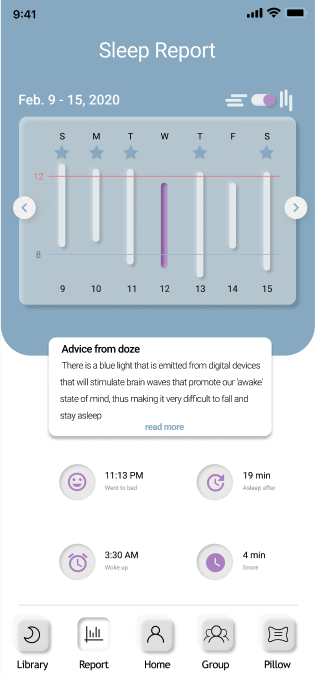 9:41
Sleep Report
Feb. 9 - 15, 2020
S M T W T F S
12
8
9 10 11 12 13 14 15
Advice from doze
There is a blue light that is emitted from digital devices
that will stimulate brain waves that promote our 'awake'
state of mind, thus making it very difficult to fall and
stay asleep
read more
11:13 PM
Went to bed
19 min
Asleep after
3:30 AM
Woke up
4 min
Snore
Library Report Home Group Pillow